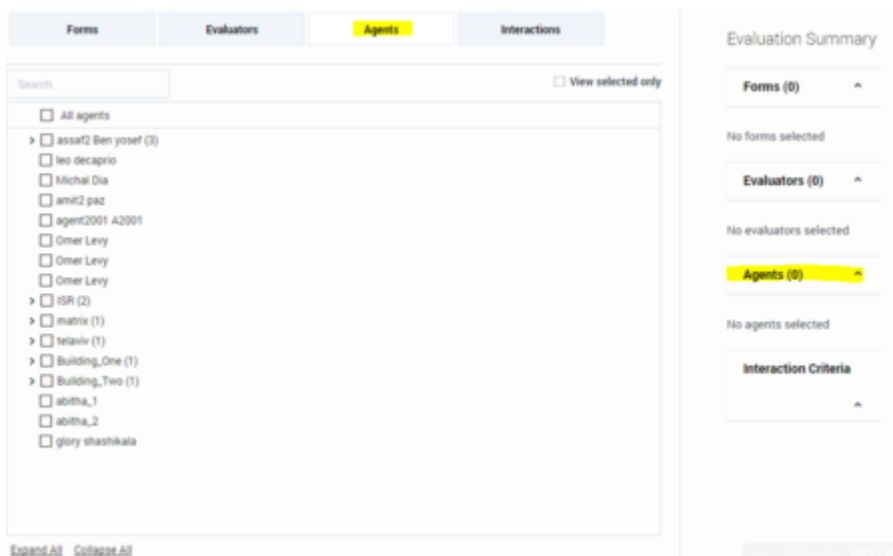 Forms Evaluators Agents Interactions
Search
View selected only
All agents
assaf2 Ben yosef (3)
leo decaprio
Michal Dia
amit2 paz
agent2001 A2001
Omer Levy
Omer Levy
Omer Levy
ISR (2)
matrix (1)
telaviv (1)
Building_One (1)
Building_Two (1)
abitha_1
abitha_2
glory shashikala
Expand All Collapse All
Evaluation Summary
Forms (0)
No forms selected
Evaluators (0)
No evaluators selected
Agents (0)
No agents selected
Interaction Criteria